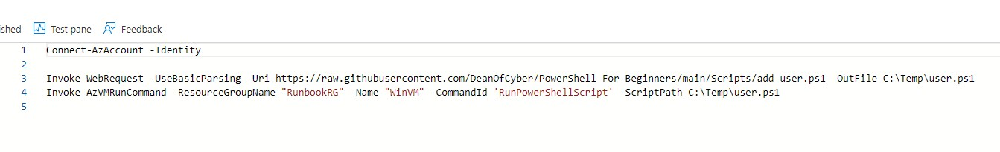 ished Test pane Feedback
1 Connect-AzAccount -Identity
2
3 Invoke-WebRequest -UseBasicParsing -Uri https://raw.githubusercontent.com/DeanOfCyber/PowerShell-For-Beginners/main/Scripts/add-user.ps1 -OutFile C:\Temp\user.ps1
4 Invoke-AzVMRunCommand -ResourceGroupName "RunbookRG" -Name "WinVM" -CommandId 'RunPowerShellScript' -ScriptPath C:\Temp\user.ps1
5